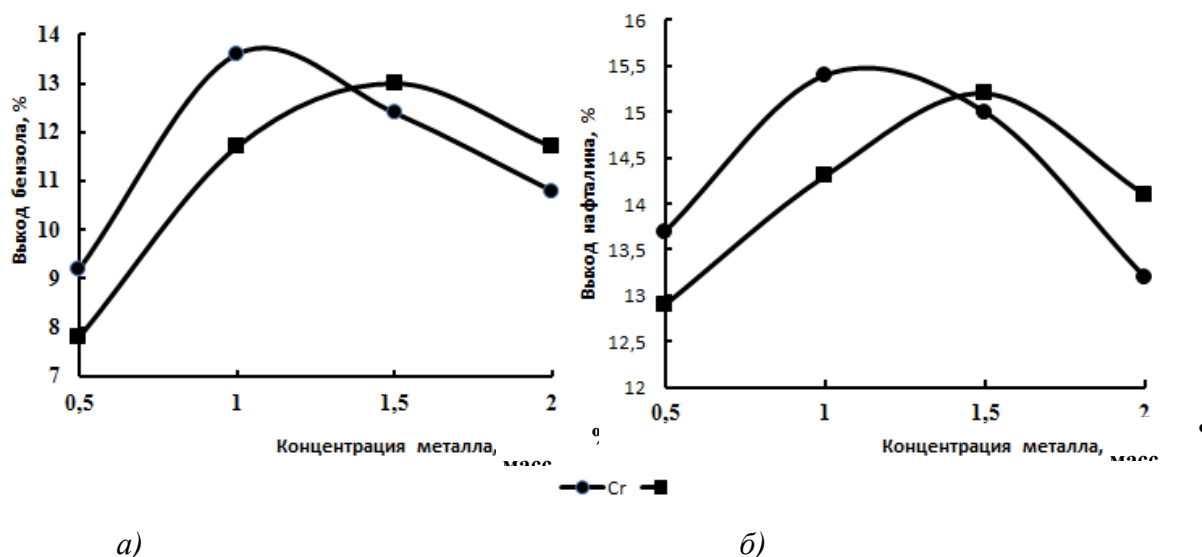 14
13
12
11
10
9
8
7
0,5
1
1,5
2
Выход бензола, %
Концентрация металла,
масс
16
15,5
15
14,5
14
13,5
13
12,5
12
0,5
1
1,5
2
Выход нафталина, %
Концентрация металла,
масс
Cr
а)
б)